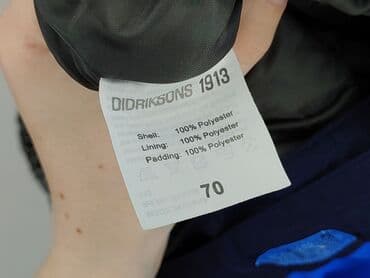 DIDRIKSONS 1913
Shell: 100% Polyester
Lining: 100% Polyester
Padding: 100% Polyester
70